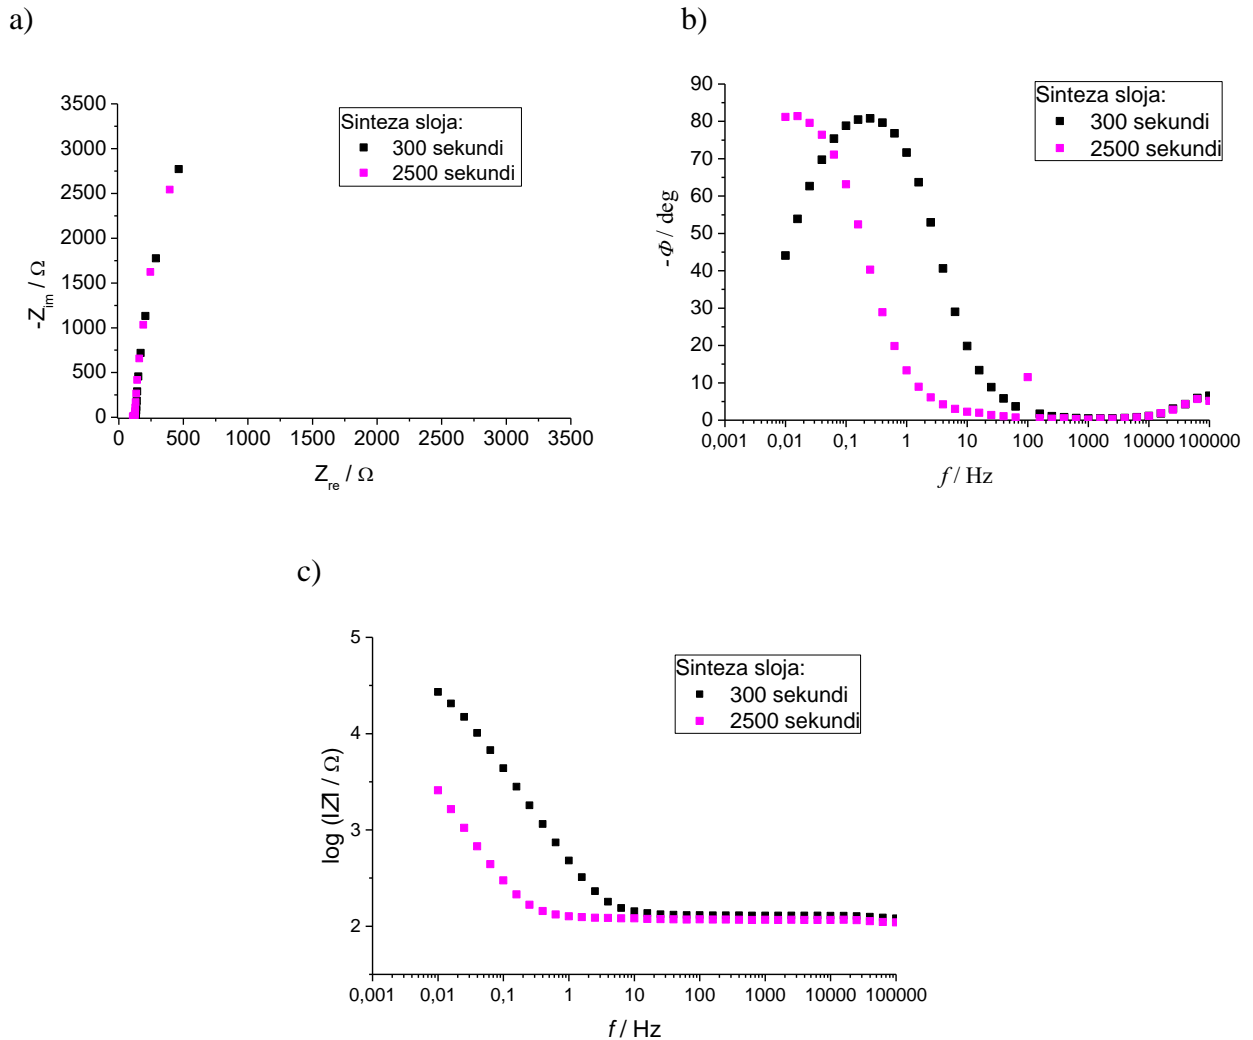 a)
3500
3000
2500
2000
1500
1000
500
0
-Z_im / Ω
0 500 1000 1500 2000 2500 3000 3500
Z_re / Ω
Sinteza sloja:
300 sekundi
2500 sekundi
b)
90
80
70
60
50
40
30
20
10
0
-Φ / deg
0,001 0,01 0,1 1 10 100 1000 10000 100000
f / Hz
Sinteza sloja:
300 sekundi
2500 sekundi
c)
5
4
3
2
log (IZI / Ω)
0,001 0,01 0,1 1 10 100 1000 10000 100000
f / Hz
Sinteza sloja:
300 sekundi
2500 sekundi